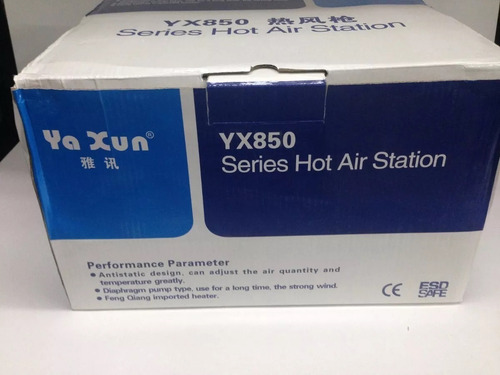 YX850 热风枪
Series Hot Air Station
Ya Xun®
雅讯
YX850
Series Hot Air Station
Performance Parameter
Antistatic design, can adjust the air quantity and
temperature greatly.
Diaphragm pump type, use for a long time, the strong wind.
Feng Qiang imported heater.
CE
ESD
SAFE